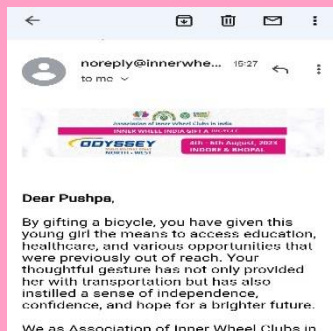 noreply@innerwhe... 15:27
to me
Association of Inner Wheel Clubs in India
INNER WHEEL INDIA GIFT A BICYCLE
ODYSSEY
NORTH - WEST
4th - 6th August, 2023
INDORE & BHOPAL
Dear Pushpa,
By gifting a bicycle, you have given this
young girl the means to access education,
healthcare, and various opportunities that
were previously out of reach. Your
thoughtful gesture has not only provided
her with transportation but has also
instilled a sense of independence,
confidence, and hope for a brighter future.
We as Association of Inner Wheel Clubs in